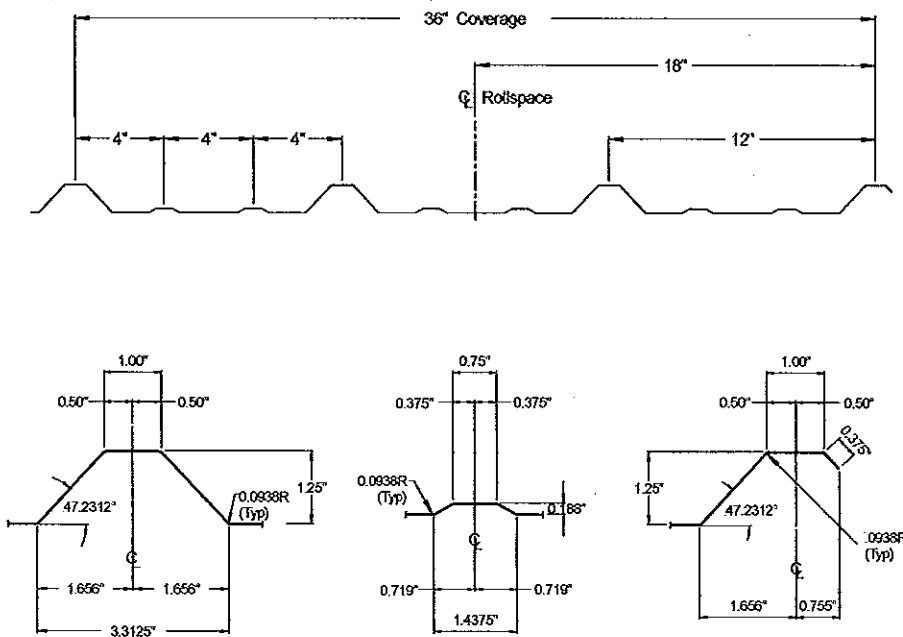 36" Coverage
18"
℄ Rollspace
4" 4" 4" 12"
1.00"
0.50" 0.50"
1.25"
47.2312°
0.0938R
(Typ)
℄
1.656" 1.656"
3.3125"
0.75"
0.375" 0.375"
0.0938R
(Typ)
0.188"
℄
0.719" 0.719"
1.4375"
1.00"
0.50" 0.50"
0.375"
1.25"
47.2312°
.0938R
(Typ)
℄
1.656" 0.755"